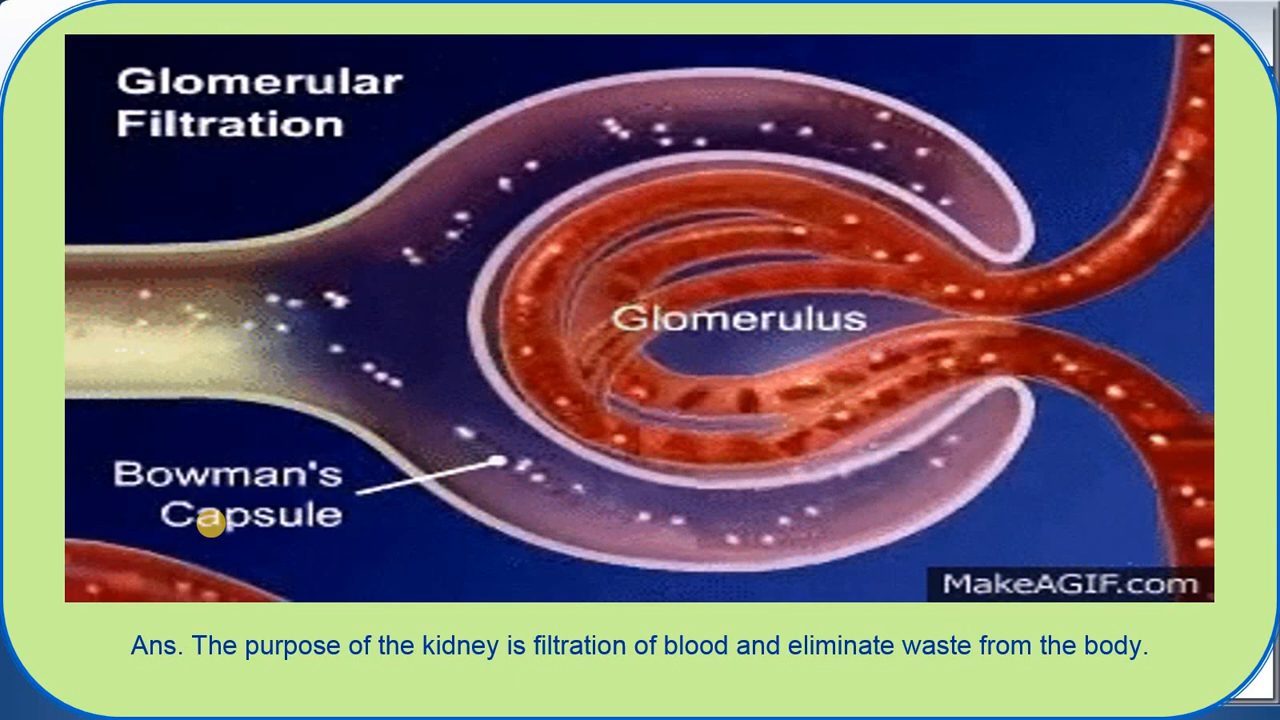 Glomerular
Filtration
Glomerulus
Bowman's
Capsule
MakeAGIF.com
Ans. The purpose of the kidney is filtration of blood and eliminate waste from the body.